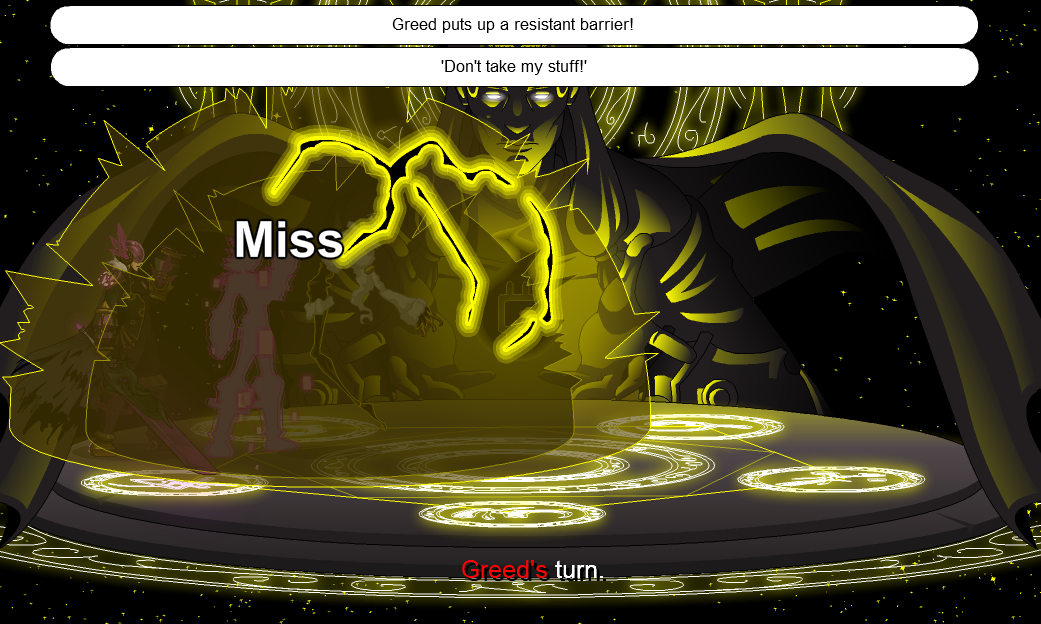 Greed puts up a resistant barrier!
'Don't take my stuff!'
Miss
Greed's turn.